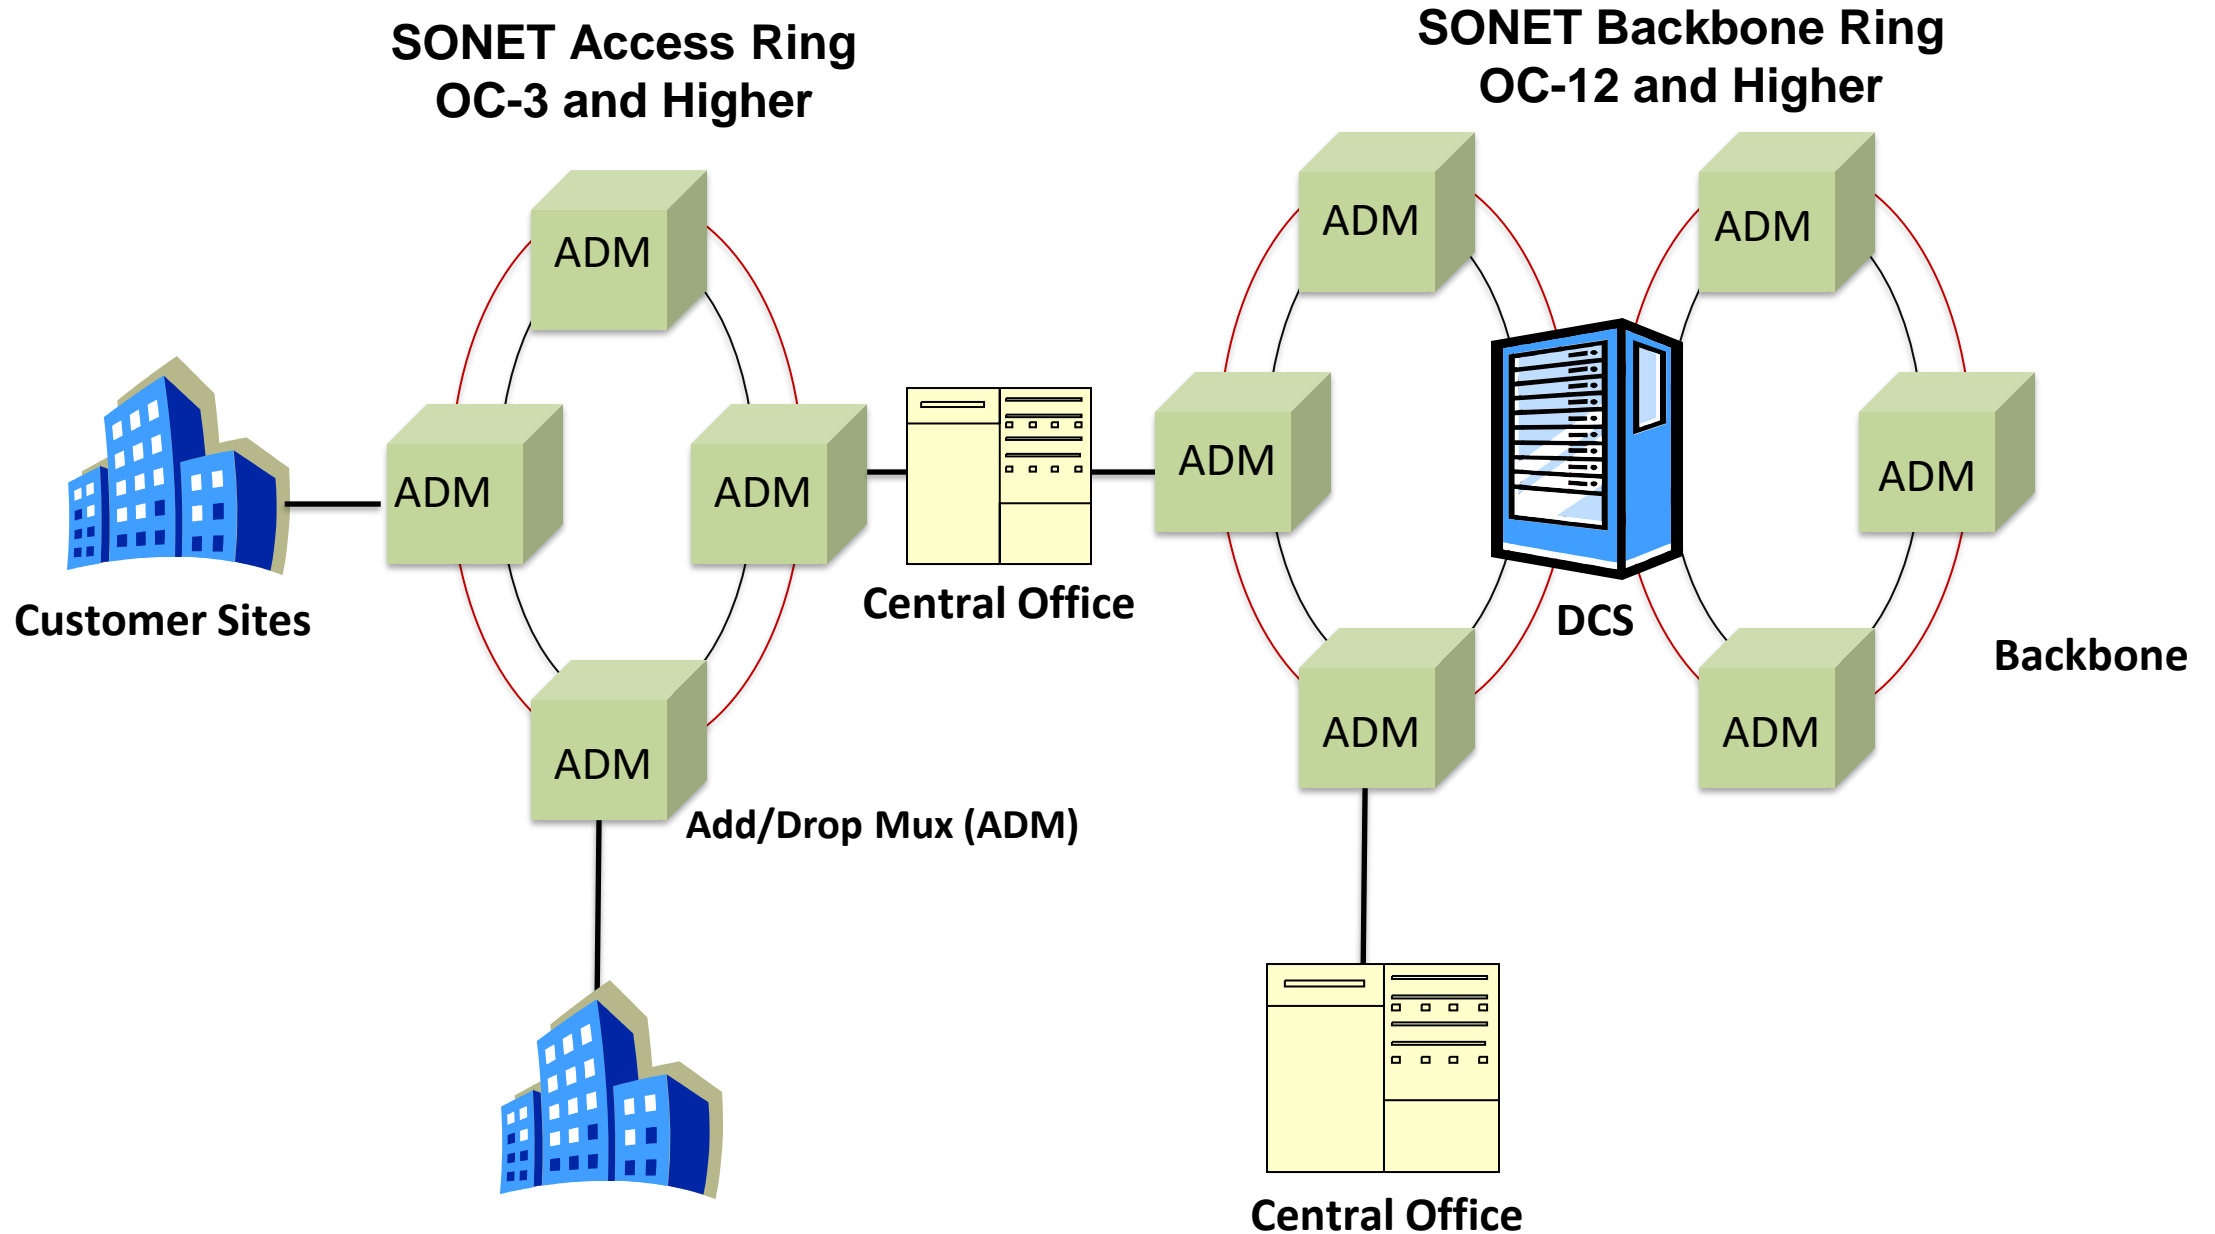 SONET Access Ring
OC-3 and Higher
SONET Backbone Ring
OC-12 and Higher
ADM
ADM
ADM
ADM
ADM
ADM
ADM
ADM
Central Office
Customer Sites
DCS
Backbone
ADM
ADM
ADM
Add/Drop Mux (ADM)
Central Office